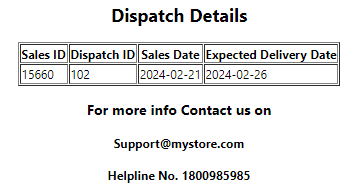 Dispatch Details
Sales ID Dispatch ID Sales Date Expected Delivery Date
15660 102 2024-02-21 2024-02-26
For more info Contact us on
Support@mystore.com
Helpline No. 1800985985